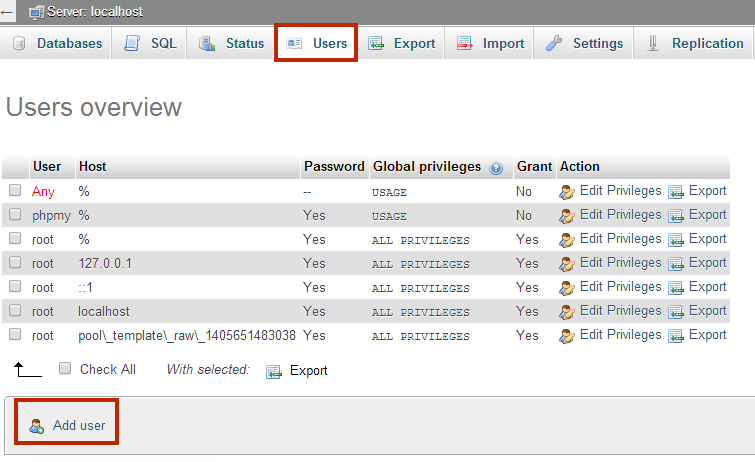 Server: localhost
Databases SQL Status Users Export Import Settings Replication
Users overview
User Host Password Global privileges Grant Action
Any % -- USAGE No Edit Privileges Export
phpmy % Yes USAGE No Edit Privileges Export
root % Yes ALL PRIVILEGES Yes Edit Privileges Export
root 127.0.0.1 Yes ALL PRIVILEGES Yes Edit Privileges Export
root ::1 Yes ALL PRIVILEGES Yes Edit Privileges Export
root localhost Yes ALL PRIVILEGES Yes Edit Privileges Export
root pool\_template\_raw\_1405651483038 Yes ALL PRIVILEGES Yes Edit Privileges Export
Check All With selected: Export
Add user